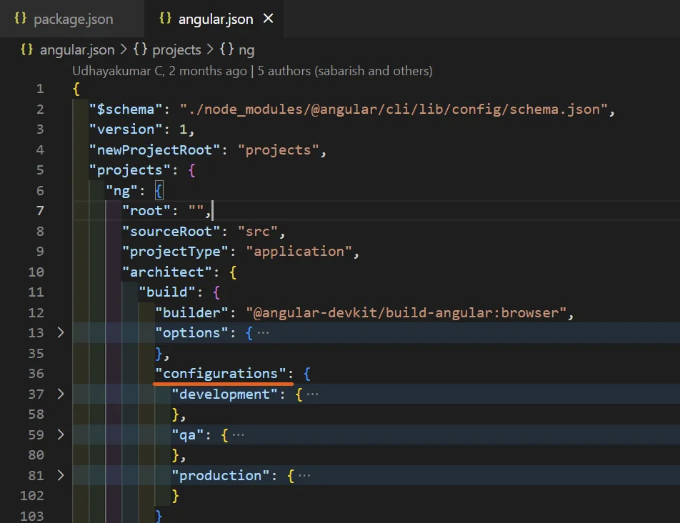 {} package.json {} angular.json ×
{} angular.json > {} projects > {} ng
Udhayakumar C, 2 months ago | 5 authors (sabarish and others)
1 {
2 "$schema": "./node_modules/@angular/cli/lib/config/schema.json",
3 "version": 1,
4 "newProjectRoot": "projects",
5 "projects": {
6 "ng": {
7 "root": "",
8 "sourceRoot": "src",
9 "projectType": "application",
10 "architect": {
11 "build": {
12 "builder": "@angular-devkit/build-angular:browser",
13 > "options": { ···
35 },
36 "configurations": {
37 > "development": { ···
58 },
59 > "qa": { ···
80 },
81 > "production": { ···
102 }
103 }